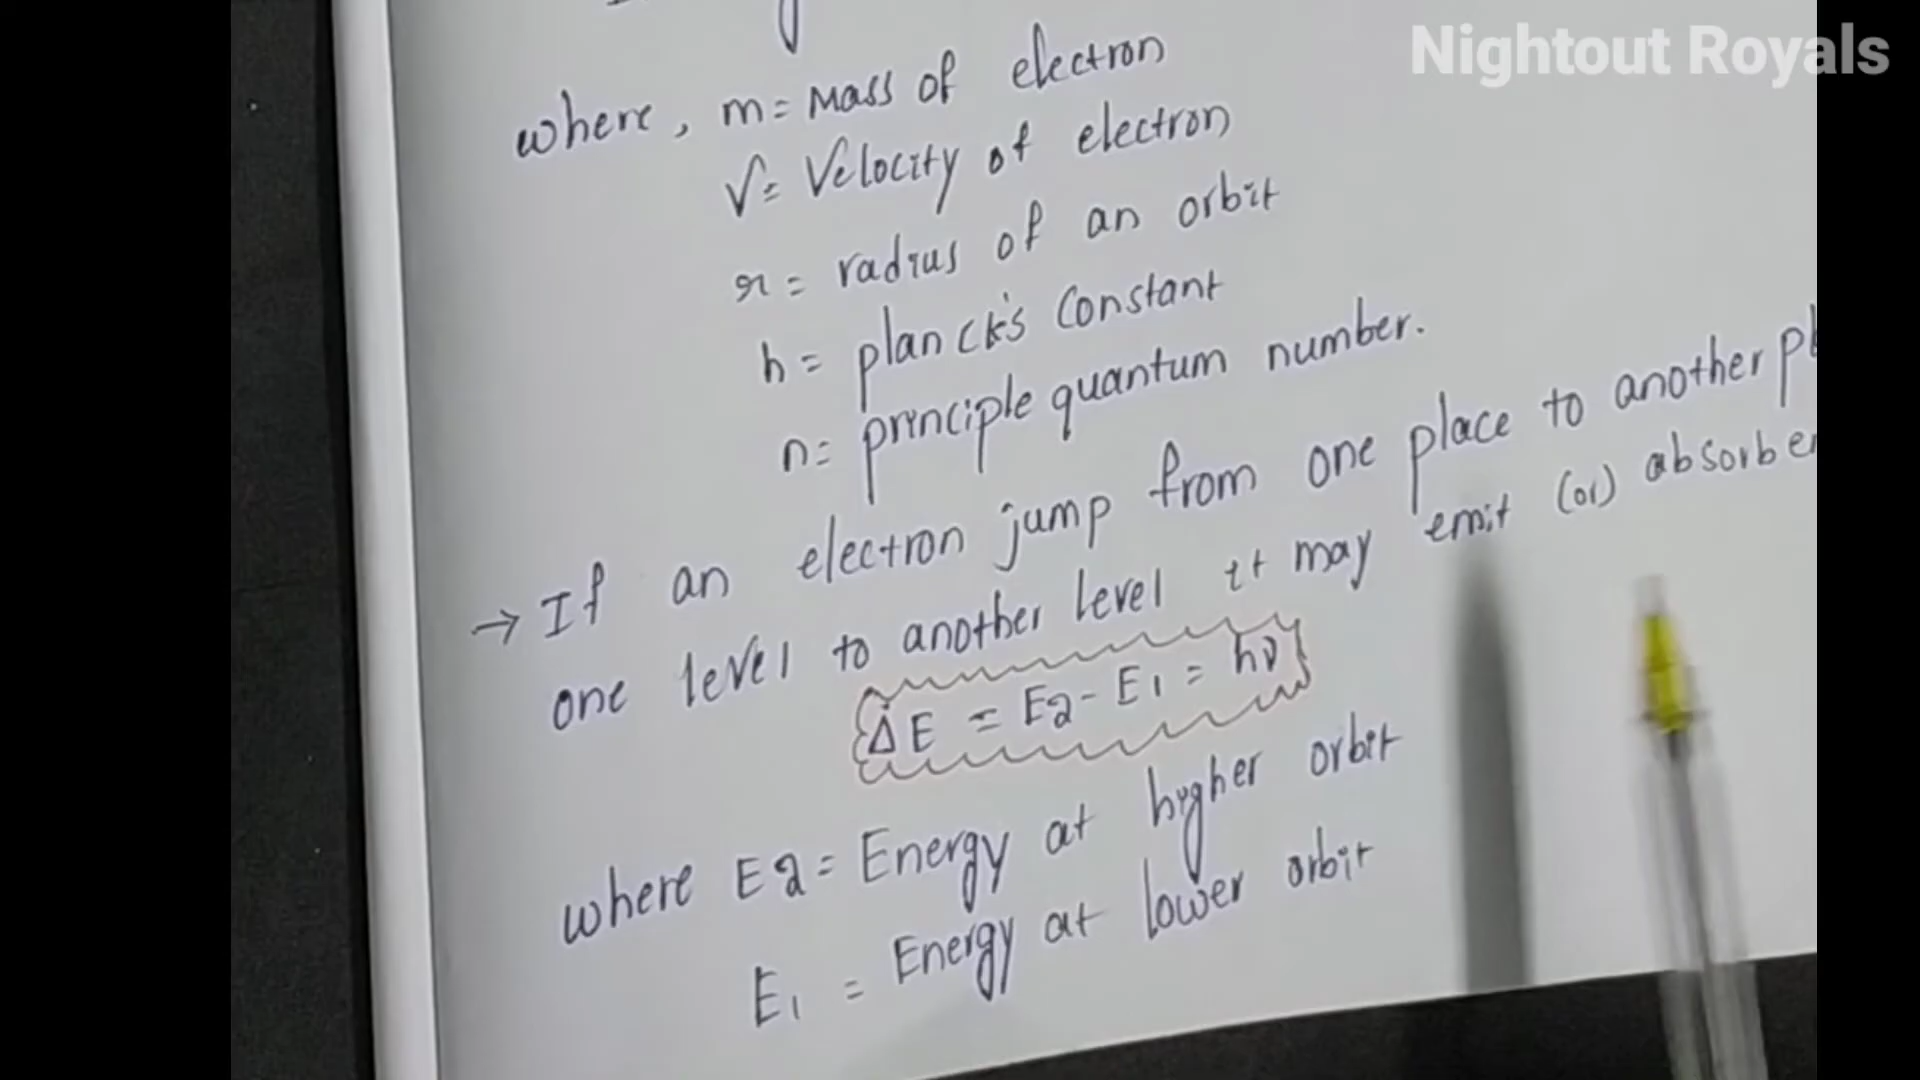 Nightout Royals
where, m = Mass of electron
V = Velocity of electron
r = radius of an orbit
h = planck's constant
n = principle quantum number.
→ If an electron jump from one place to another
one level to another level it may emit (or)
ΔE = E2 - E1 = hν
where E2 = Energy at higher orbit
E1 = Energy at lower orbit